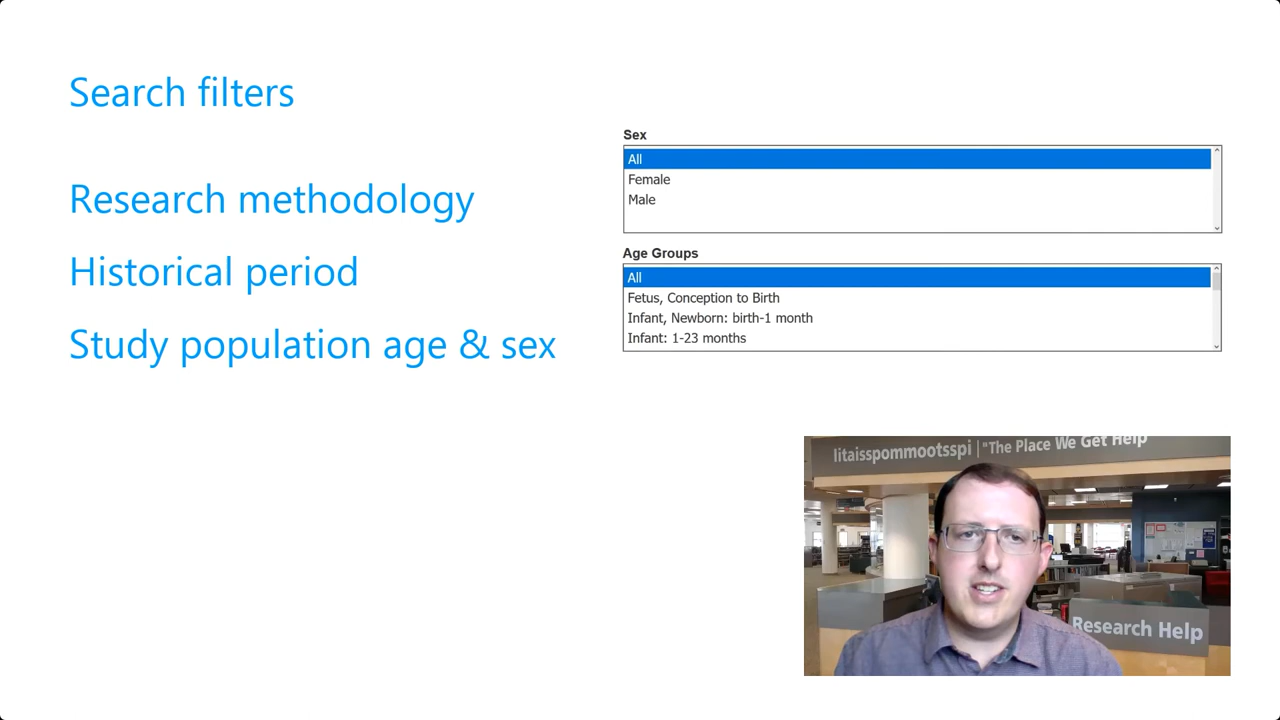 Search filters
Research methodology
Historical period
Study population age & sex
Sex
All
Female
Male
Age Groups
All
Fetus, Conception to Birth
Infant, Newborn: birth-1 month
Infant: 1-23 months
litaisspommootsspi | "The Place We Get Help
Research Help